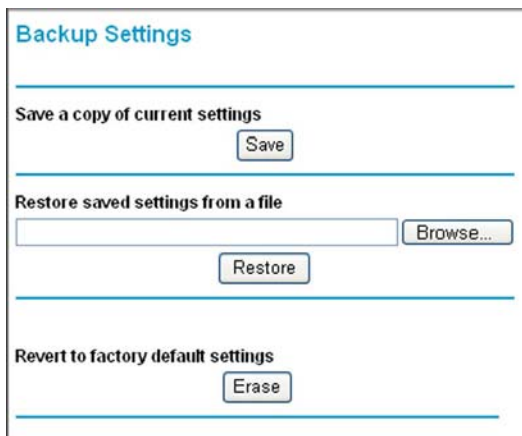 Backup Settings
Save a copy of current settings
Save
Restore saved settings from a file
Browse...
Restore
Revert to factory default settings
Erase